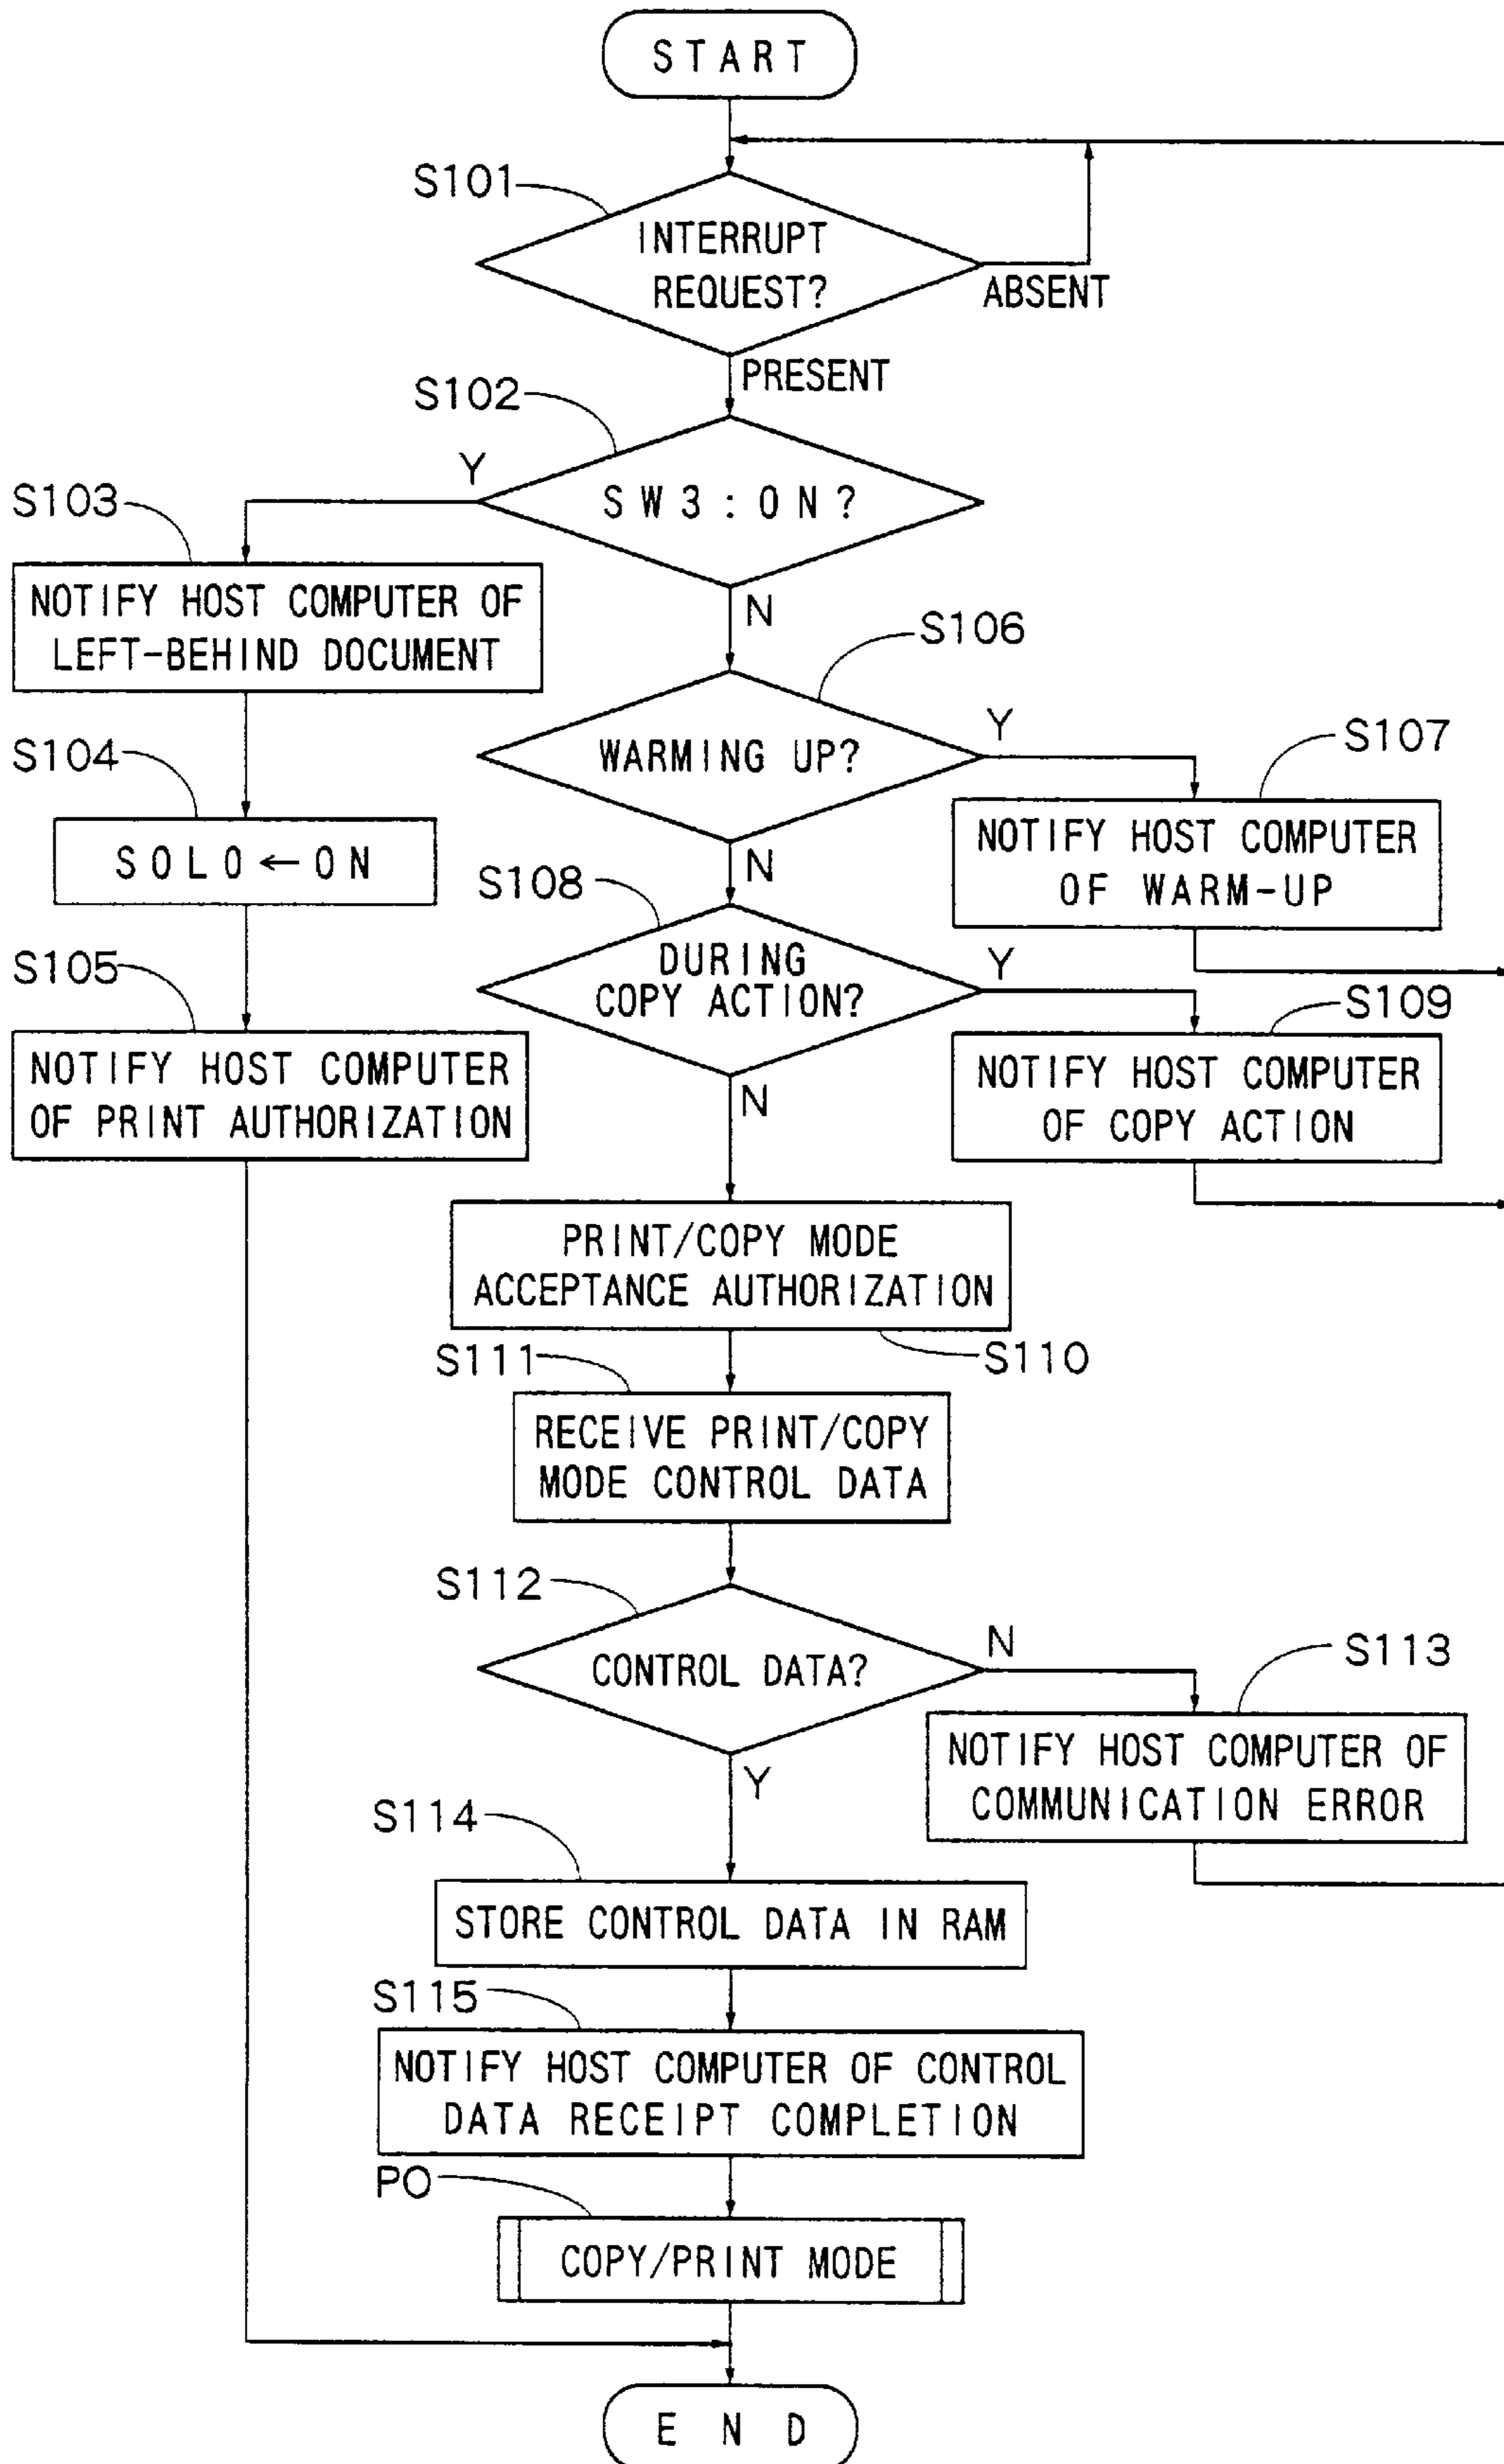 START
S101
INTERRUPT
REQUEST?
ABSENT
PRESENT
S102
Y
SW3:ON?
N
S103
NOTIFY HOST COMPUTER OF
LEFT-BEHIND DOCUMENT
S104
SOLO←ON
S105
NOTIFY HOST COMPUTER
OF PRINT AUTHORIZATION
S106
WARMING UP?
Y
N
S107
NOTIFY HOST COMPUTER
OF WARM-UP
S108
DURING
COPY ACTION?
Y
N
S109
NOTIFY HOST COMPUTER
OF COPY ACTION
PRINT/COPY MODE
ACCEPTANCE AUTHORIZATION
S110
S111
RECEIVE PRINT/COPY
MODE CONTROL DATA
S112
CONTROL DATA?
N
Y
S113
NOTIFY HOST COMPUTER OF
COMMUNICATION ERROR
S114
STORE CONTROL DATA IN RAM
S115
NOTIFY HOST COMPUTER OF CONTROL
DATA RECEIPT COMPLETION
PO
COPY/PRINT MODE
END